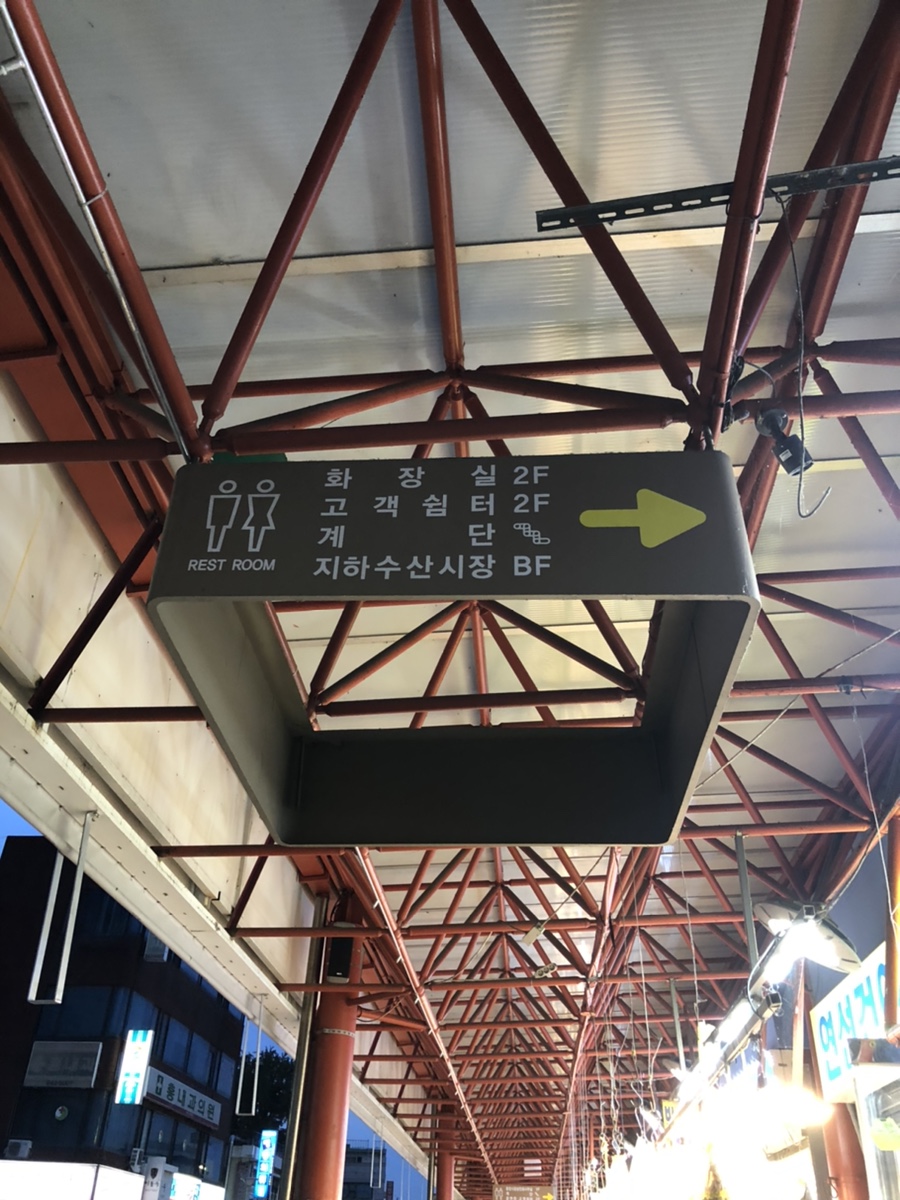 화 장 실 2F
고 객 쉼 터 2F
계 단
지하수산시장 BF
REST ROOM